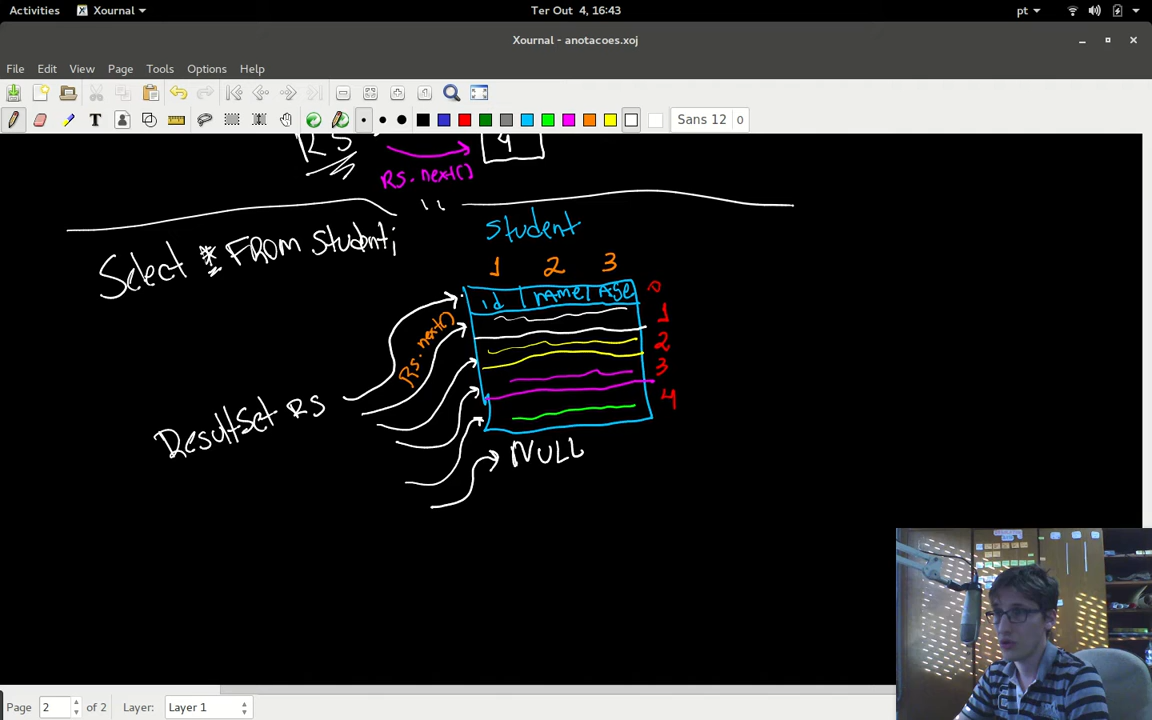 Activities Xournal Ter Out 4, 16:43 pt
Xournal - anotacoes.xoj
File Edit View Page Tools Options Help
Sans 12 0
RS 4
RS.next()
Select * FROM Student;
student
1 2 3
id NAME Age 0
1
2
3
4
RS.next()
ResultSet RS
NULL
Page 2 of 2 Layer: Layer 1